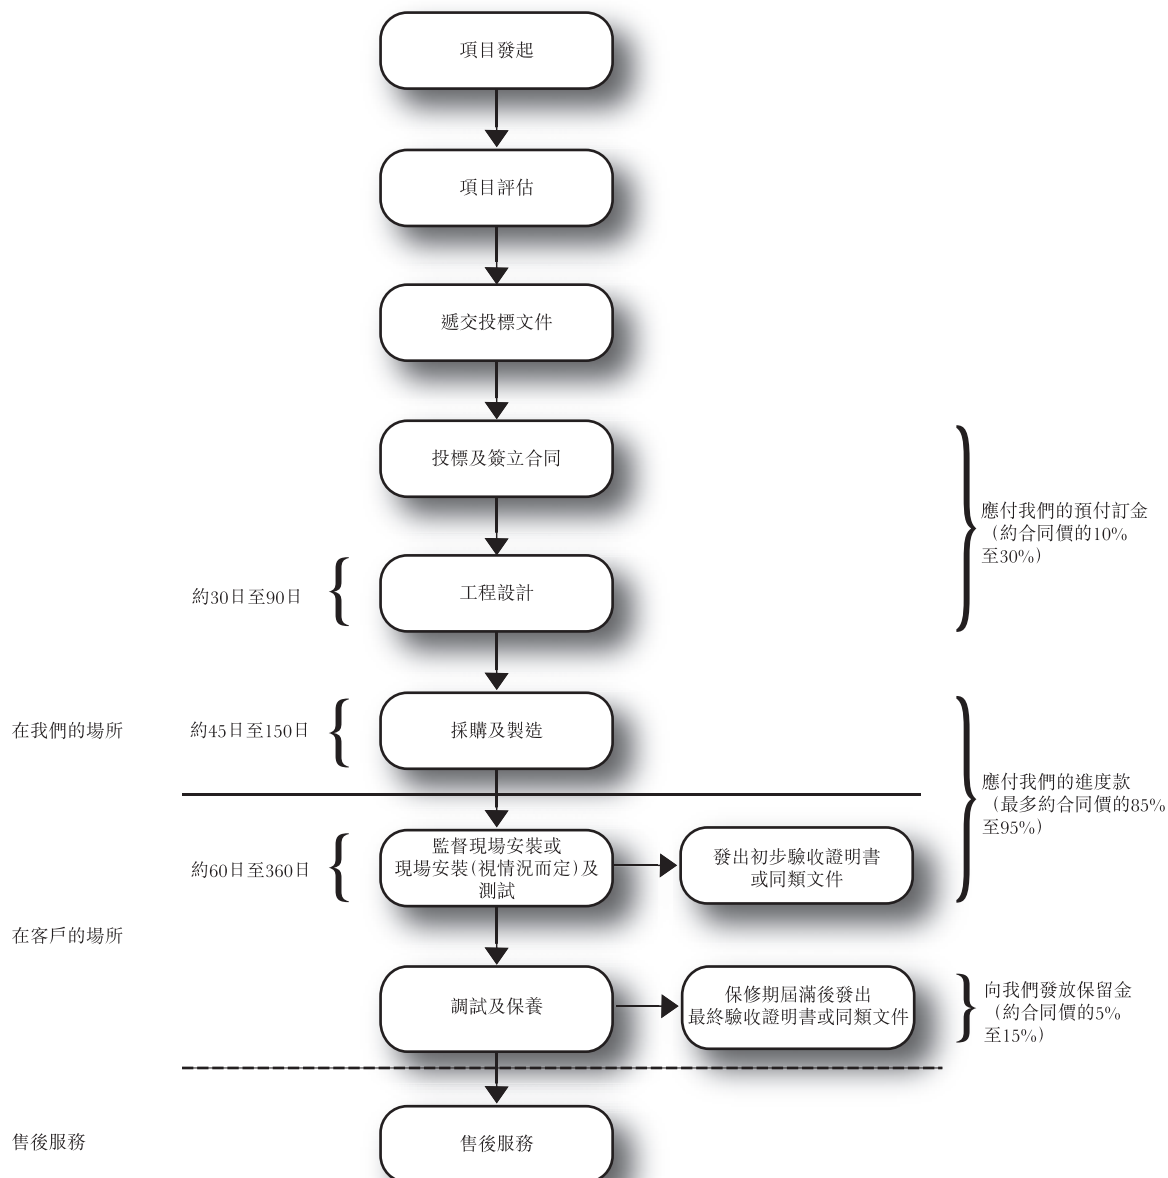 項目發起
項目評估
遞交投標文件
投標及簽立合同
應付我們的預付訂金
（約合同價的10%
至30%）
約30日至90日
工程設計
在我們的場所
約45日至150日
採購及製造
應付我們的進度款
（最多約合同價的85%
至95%）
約60日至360日
監督現場安裝或
現場安裝(視情況而定)及
測試
發出初步驗收證明書
或同類文件
在客戶的場所
調試及保養
保修期屆滿後發出
最終驗收證明書或同類文件
向我們發放保留金
（約合同價的5%
至15%）
售後服務
售後服務